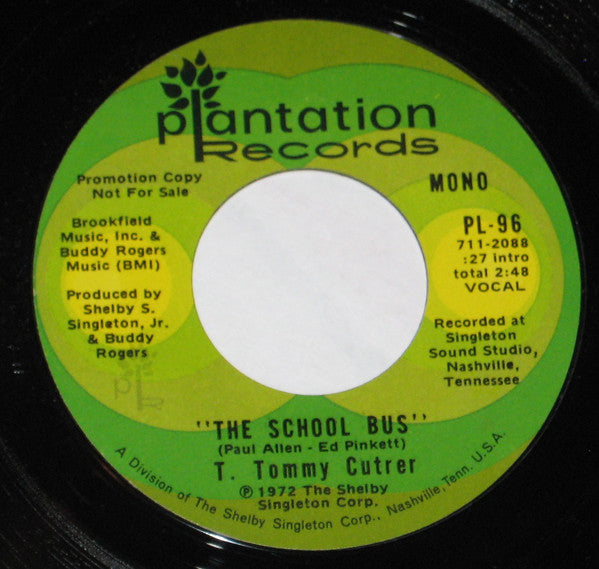 plantation
Records
Promotion Copy
Not For Sale
MONO
Brookfield
Music, Inc. &
Buddy Rogers
Music (BMI)
PL-96
711-2088
:27 intro
total 2:48
VOCAL
Produced by
Shelby S.
Singleton, Jr.
& Buddy
Rogers
Recorded at
Singleton
Sound Studio,
Nashville,
Tennessee
plantation
Records
"THE SCHOOL BUS"
(Paul Allen - Ed Pinkett)
T. Tommy Cutrer
℗ 1972 The Shelby
Singleton Corp.
A Division of The Shelby Singleton Corp., Nashville, Tenn. U.S.A.